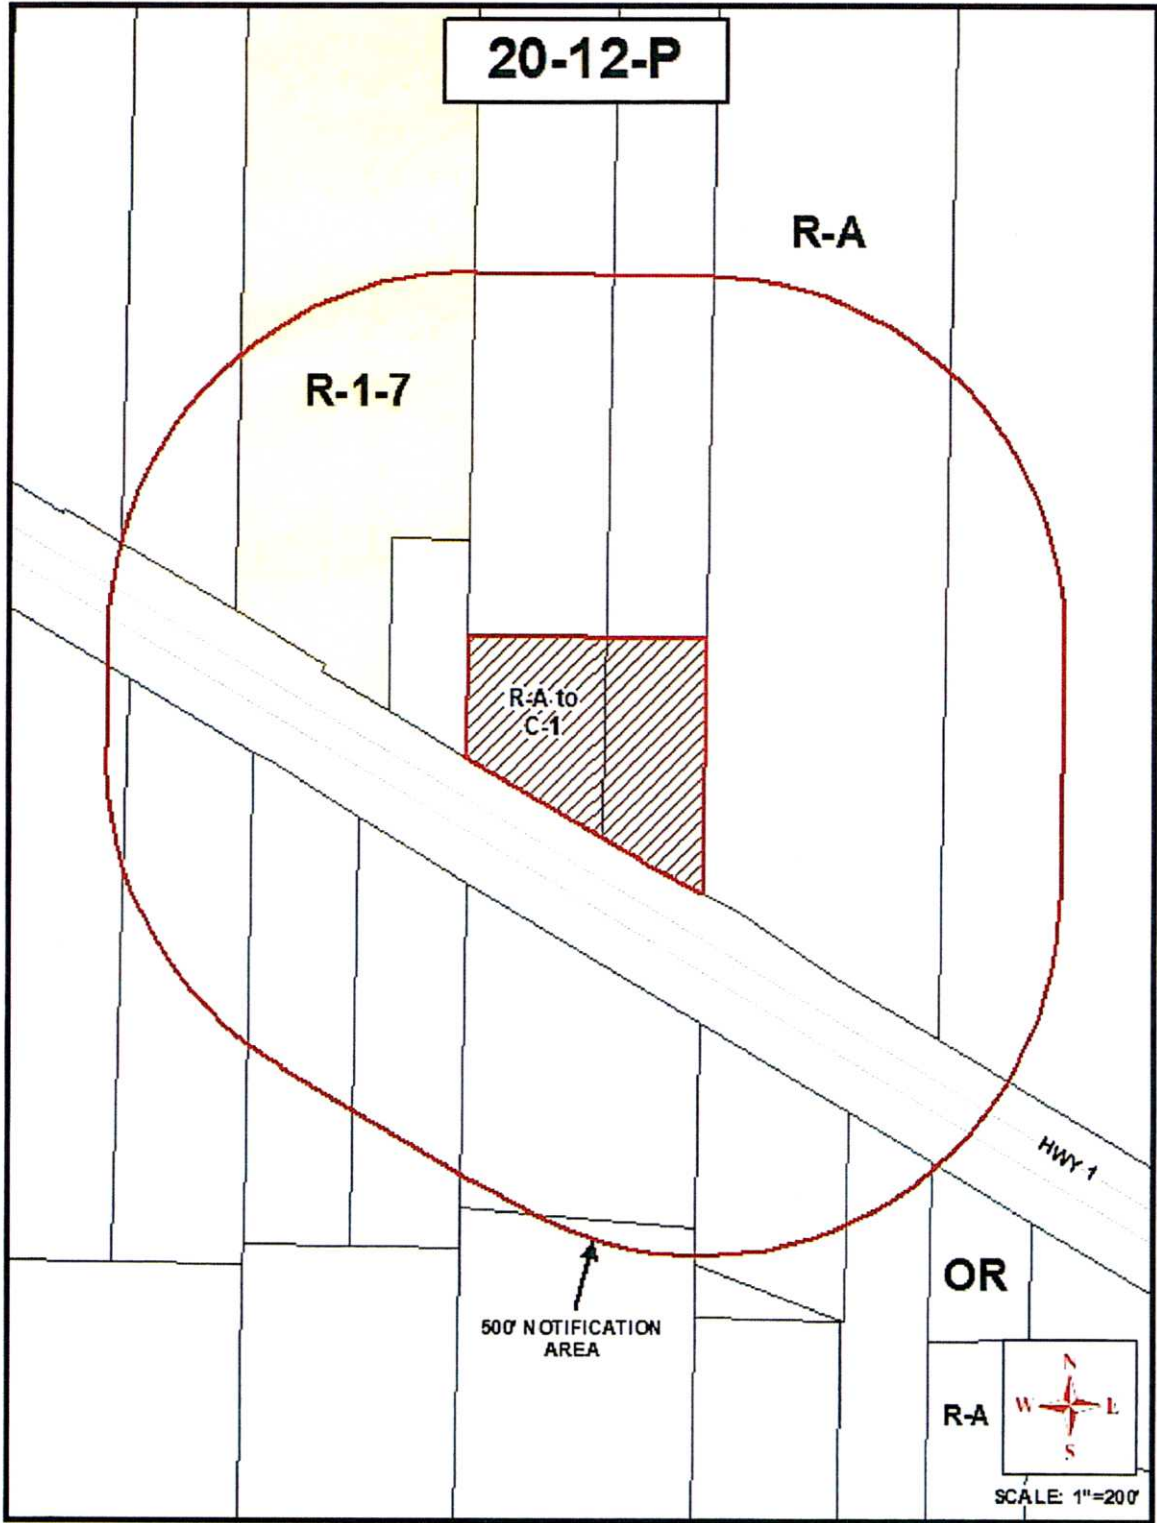 20-12-P
R-A
R-1-7
R-A to
C-1
HWY 1
OR
500' NOTIFICATION
AREA
N
W E
S
R-A
SCALE: 1"=200'